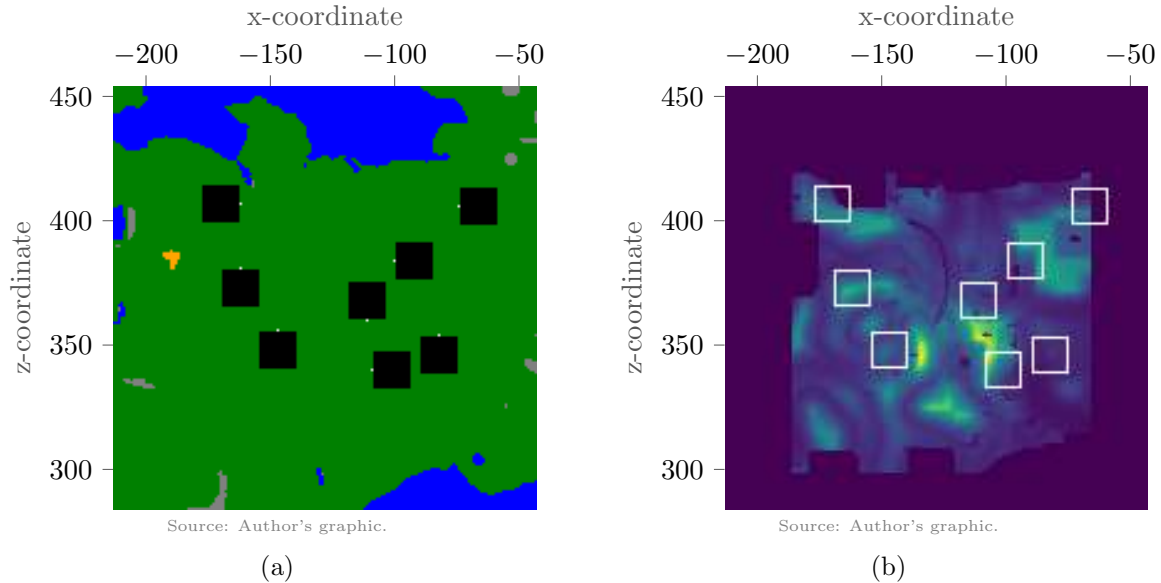 x-coordinate
−200 −150 −100 −50
450
400
350
300
z-coordinate
Source: Author's graphic.
(a)
x-coordinate
−200 −150 −100 −50
450
400
350
300
z-coordinate
Source: Author's graphic.
(b)